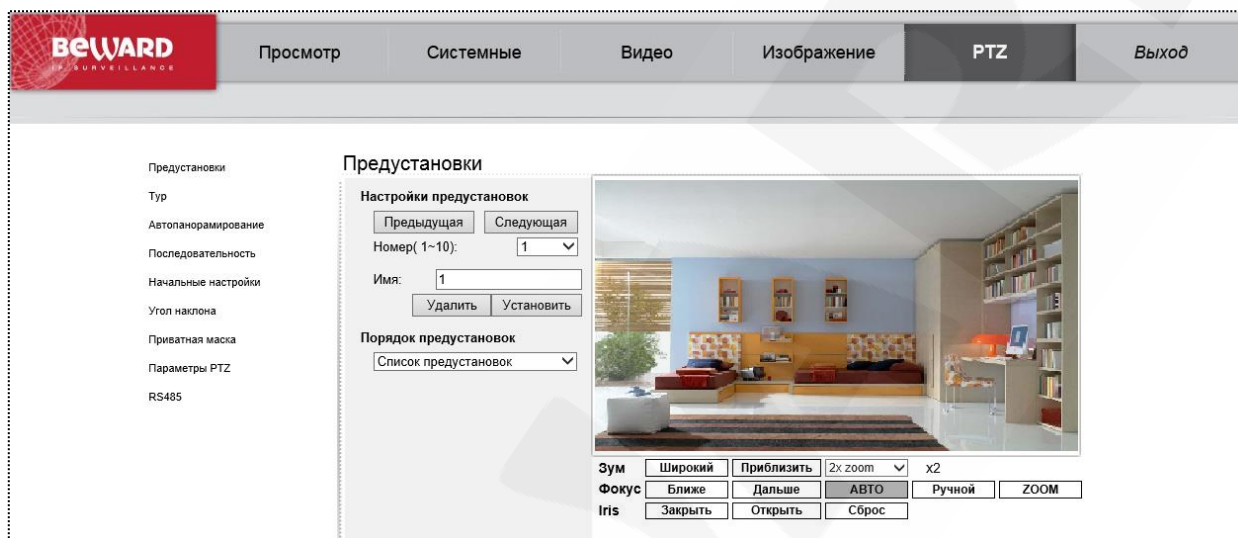 BEWARD
IP SURVEILLANCE
Просмотр Системные Видео Изображение PTZ Выход
Предустановки
Тур
Автопанорамирование
Последовательность
Начальные настройки
Угол наклона
Приватная маска
Параметры PTZ
RS485
Предустановки
Настройки предустановок
Предыдущая Следующая
Номер( 1~10): 1
Имя: 1
Удалить Установить
Порядок предустановок
Список предустановок
Зум Широкий Приблизить 2x zoom x2
Фокус Ближе Дальше АВТО Ручной ZOOM
Iris Закрыть Открыть Сброс